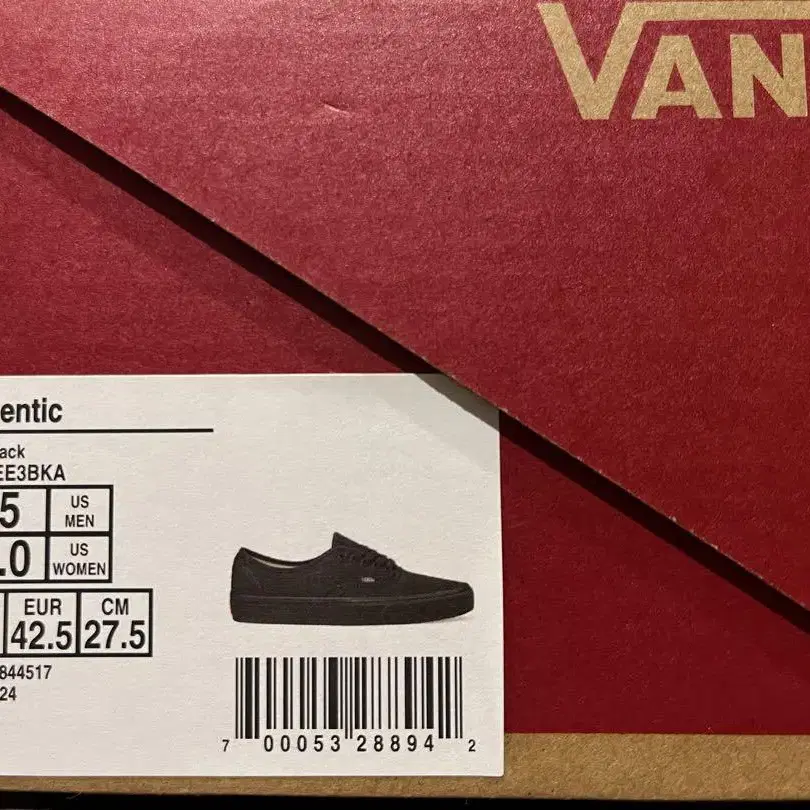 VAN
entic
ack
EE3BKA
5 US MEN
.0 US WOMEN
EUR CM
42.5 27.5
844517
24
7 00053 28894 2